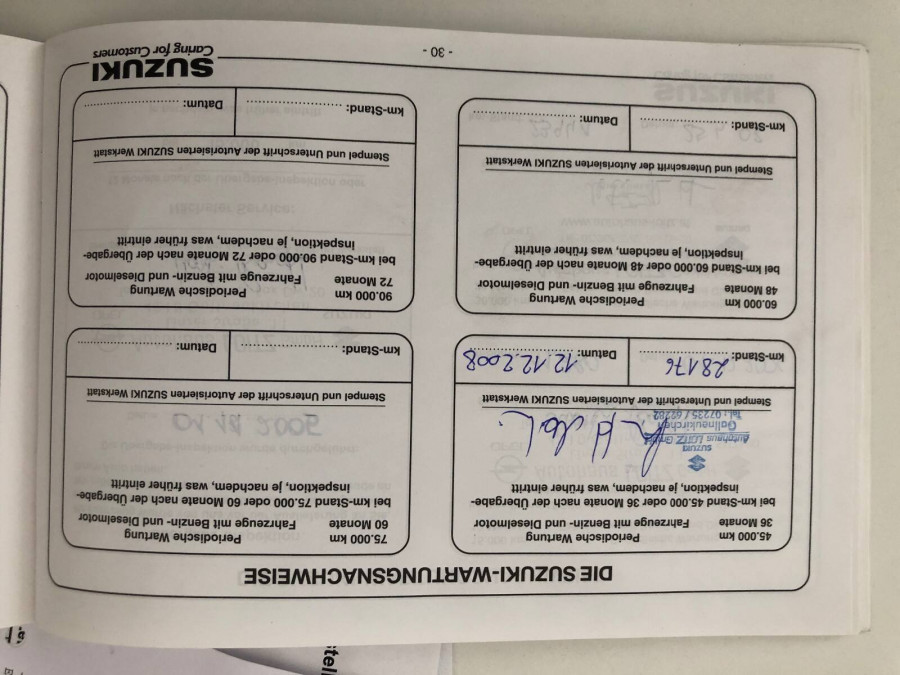 DIE SUZUKI-WARTUNGSNACHWEISE
45.000 km Periodische Wartung
36 Monate Fahrzeuge mit Benzin- und Dieselmotor
bei km-Stand 45.000 oder 36 Monate nach der Übergabe-
inspektion, je nachdem, was früher eintritt
SUZUKI
Autohaus LUTZ GmbH
Gallneukirchen
Tel.: 07235 / 62782
Stempel und Unterschrift der Autorisierten SUZUKI Werkstatt
km-Stand: 28176 Datum: 12.12.2008
75.000 km Periodische Wartung
60 Monate Fahrzeuge mit Benzin- und Dieselmotor
bei km-Stand 75.000 oder 60 Monate nach der Übergabe-
inspektion, je nachdem, was früher eintritt
Stempel und Unterschrift der Autorisierten SUZUKI Werkstatt
km-Stand: Datum:
60.000 km Periodische Wartung
48 Monate Fahrzeuge mit Benzin- und Dieselmotor
bei km-Stand 60.000 oder 48 Monate nach der Übergabe-
inspektion, je nachdem, was früher eintritt
Stempel und Unterschrift der Autorisierten SUZUKI Werkstatt
km-Stand: Datum:
90.000 km Periodische Wartung
72 Monate Fahrzeuge mit Benzin- und Dieselmotor
bei km-Stand 90.000 oder 72 Monate nach der Übergabe-
inspektion, je nachdem, was früher eintritt
Stempel und Unterschrift der Autorisierten SUZUKI Werkstatt
km-Stand: Datum:
SUZUKI
Caring for Customers
- 30 -